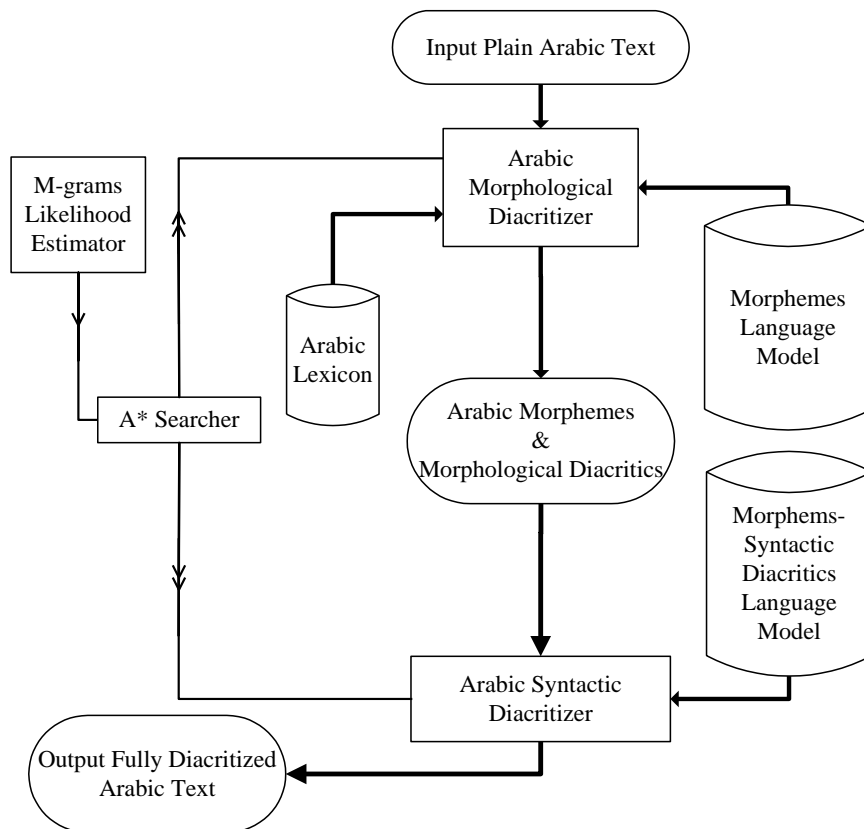 Input Plain Arabic Text
M-grams
Likelihood
Estimator
Arabic
Morphological
Diacritizer
Morphemes
Language
Model
Arabic
Lexicon
A* Searcher
Arabic Morphemes
&
Morphological Diacritics
Morphems-
Syntactic
Diacritics
Language
Model
Arabic Syntactic
Diacritizer
Output Fully Diacritized
Arabic Text